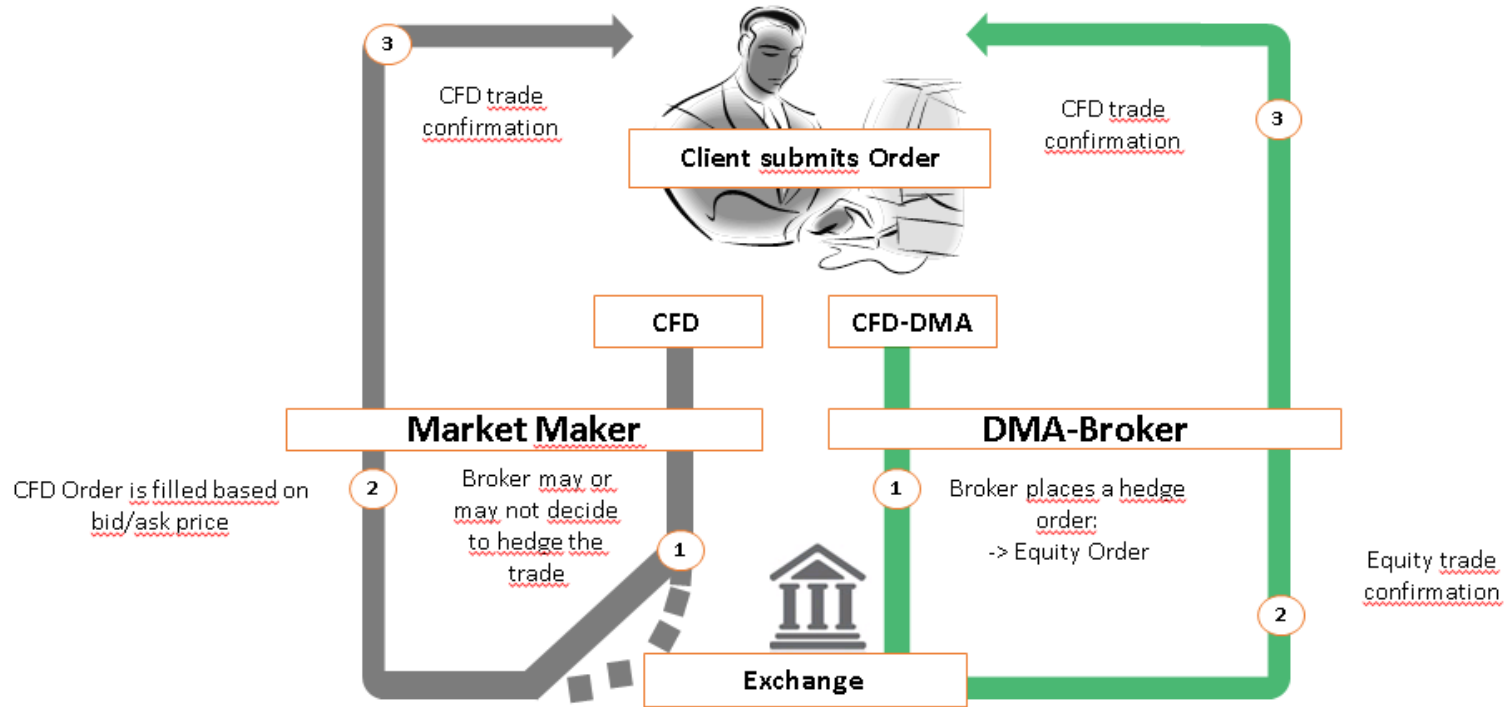 3
CFD trade
confirmation
Client submits Order
CFD trade
confirmation
3
CFD
CFD-DMA
Market Maker
DMA-Broker
CFD Order is filled based on
bid/ask price
2
Broker may or
may not decide
to hedge the
trade
1
1
Broker places a hedge
order:
-> Equity Order
Equity trade
confirmation
2
Exchange